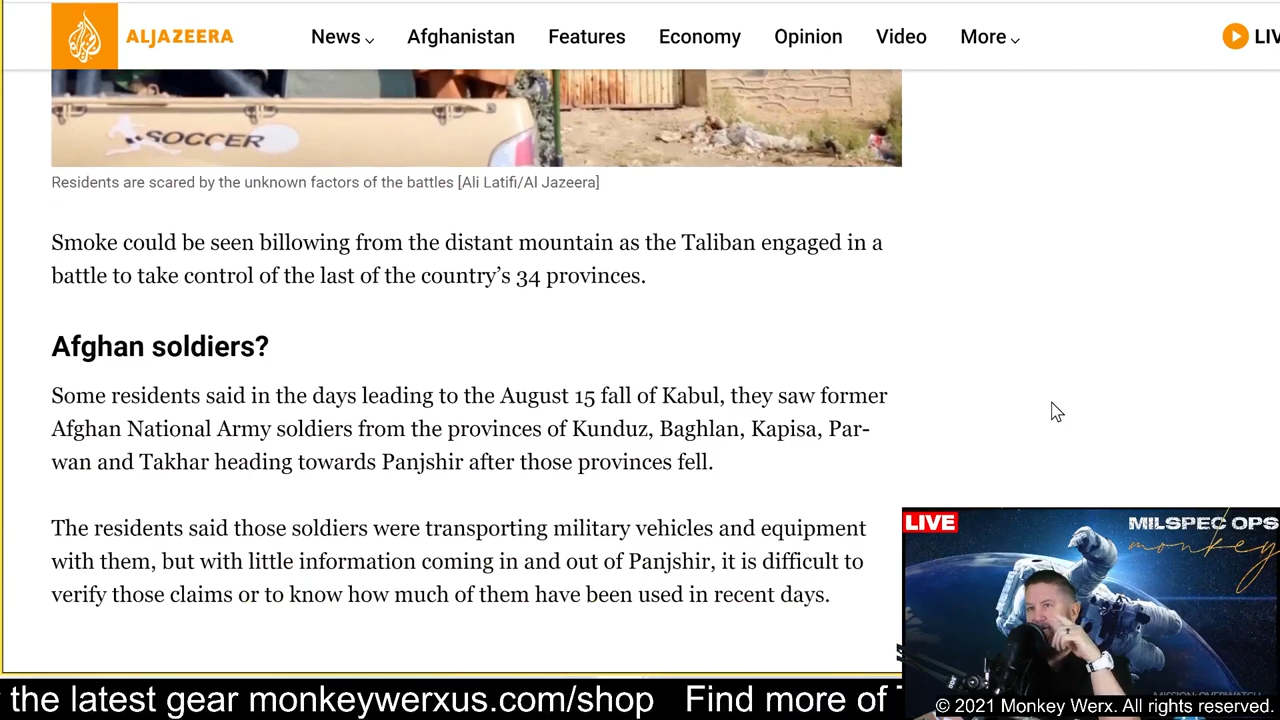 ALJAZEERA
News Afghanistan Features Economy Opinion Video More
SOCCER
Residents are scared by the unknown factors of the battles [Ali Latifi/Al Jazeera]
Smoke could be seen billowing from the distant mountain as the Taliban engaged in a
battle to take control of the last of the country’s 34 provinces.
Afghan soldiers?
Some residents said in the days leading to the August 15 fall of Kabul, they saw former
Afghan National Army soldiers from the provinces of Kunduz, Baghlan, Kapisa, Par-
wan and Takhar heading towards Panjshir after those provinces fell.
The residents said those soldiers were transporting military vehicles and equipment
with them, but with little information coming in and out of Panjshir, it is difficult to
verify those claims or to know how much of them have been used in recent days.
LIVE
MILSPEC OPS
monkey
MISSION: OVERWATCH
the latest gear monkeywerxus.com/shop Find more of
© 2021 Monkey Werx. All rights reserved.